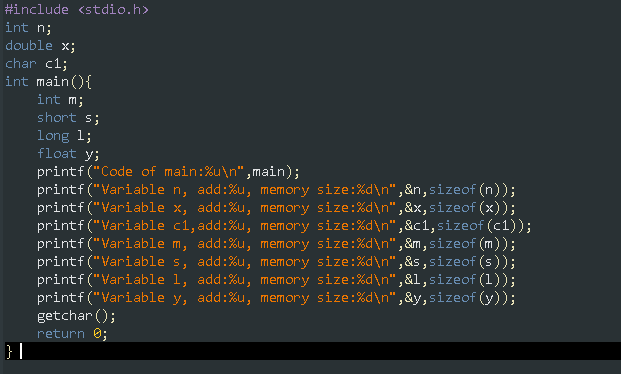 #include <stdio.h>
int n;
double x;
char c1;
int main(){
    int m;
    short s;
    long l;
    float y;
    printf("Code of main:%u\n",main);
    printf("Variable n, add:%u, memory size:%d\n",&n,sizeof(n));
    printf("Variable x, add:%u, memory size:%d\n",&x,sizeof(x));
    printf("Variable c1,add:%u, memory size:%d\n",&c1,sizeof(c1));
    printf("Variable m, add:%u, memory size:%d\n",&m,sizeof(m));
    printf("Variable s, add:%u, memory size:%d\n",&s,sizeof(s));
    printf("Variable l, add:%u, memory size:%d\n",&l,sizeof(l));
    printf("Variable y, add:%u, memory size:%d\n",&y,sizeof(y));
    getchar();
    return 0;
}